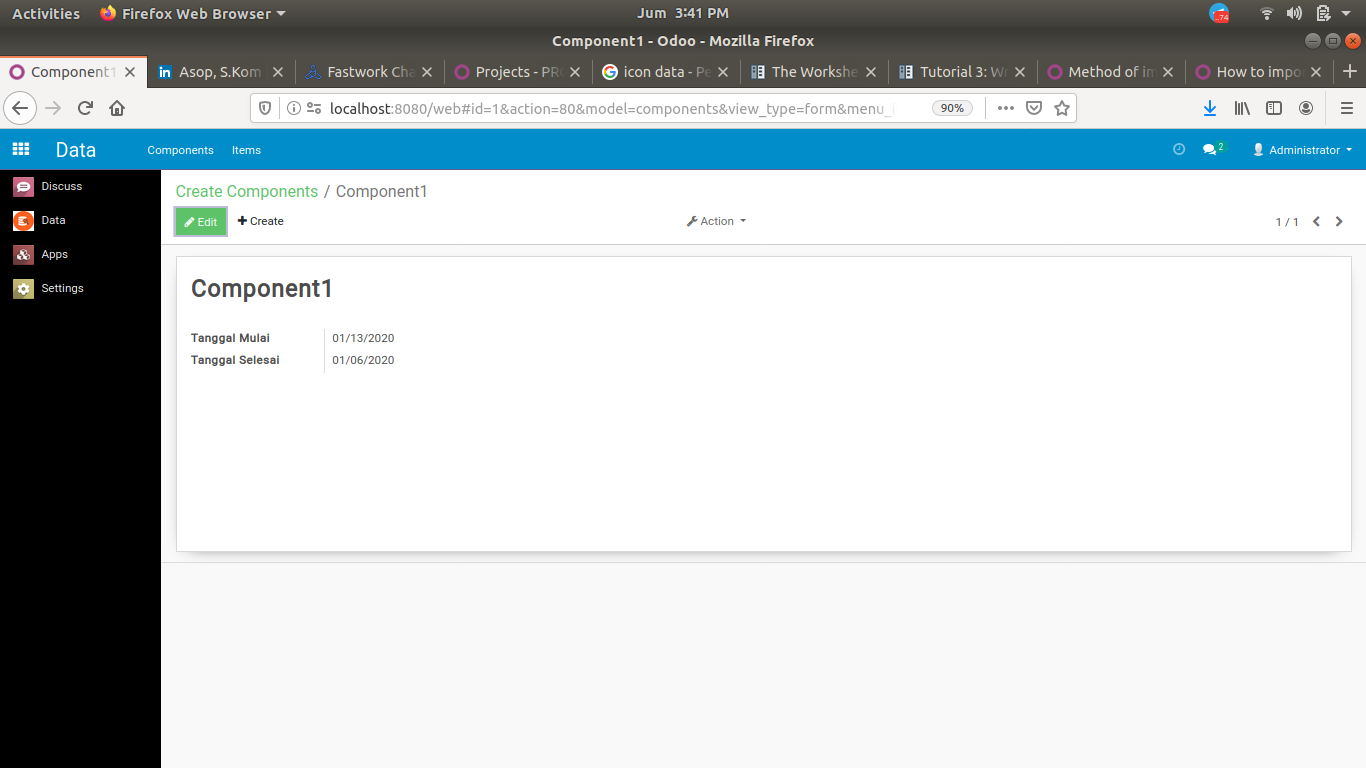 Activities Firefox Web Browser Jum 3:41 PM 74
Component1 - Odoo - Mozilla Firefox
Component1 Asop, S.Kom Fastwork Cha Projects - PRO icon data - Pe The Workshe Tutorial 3: W Method of im How to impo
localhost:8080/web#id=1&action=80&model=components&view_type=form&menu_ 90%
Data Components Items 2 Administrator
Discuss
Data
Apps
Settings
Create Components / Component1
Edit Create Action 1 / 1
Component1
Tanggal Mulai 01/13/2020
Tanggal Selesai 01/06/2020